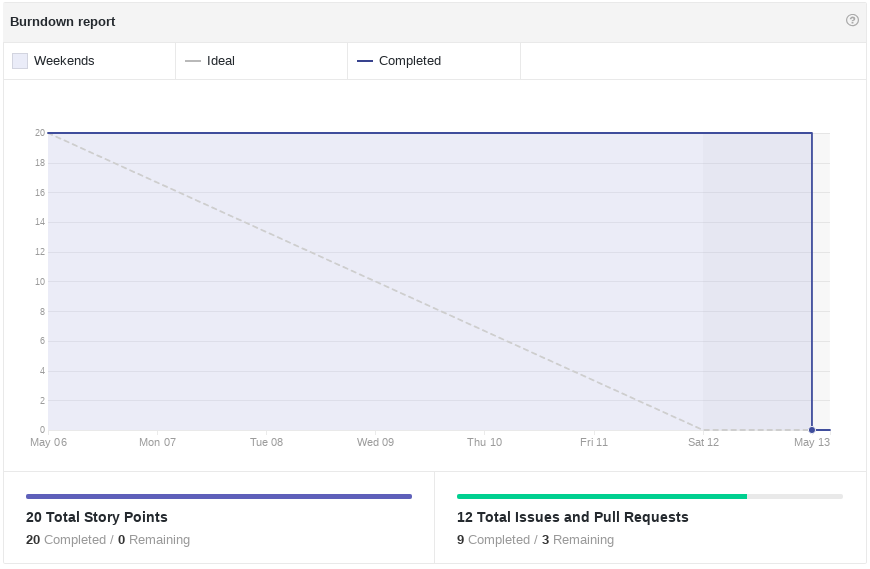 Burndown report
?
Weekends
Ideal
Completed
20
18
16
14
12
10
8
6
4
2
0
May 06 Mon 07 Tue 08 Wed 09 Thu 10 Fri 11 Sat 12 May 13
20 Total Story Points
20 Completed / 0 Remaining
12 Total Issues and Pull Requests
9 Completed / 3 Remaining